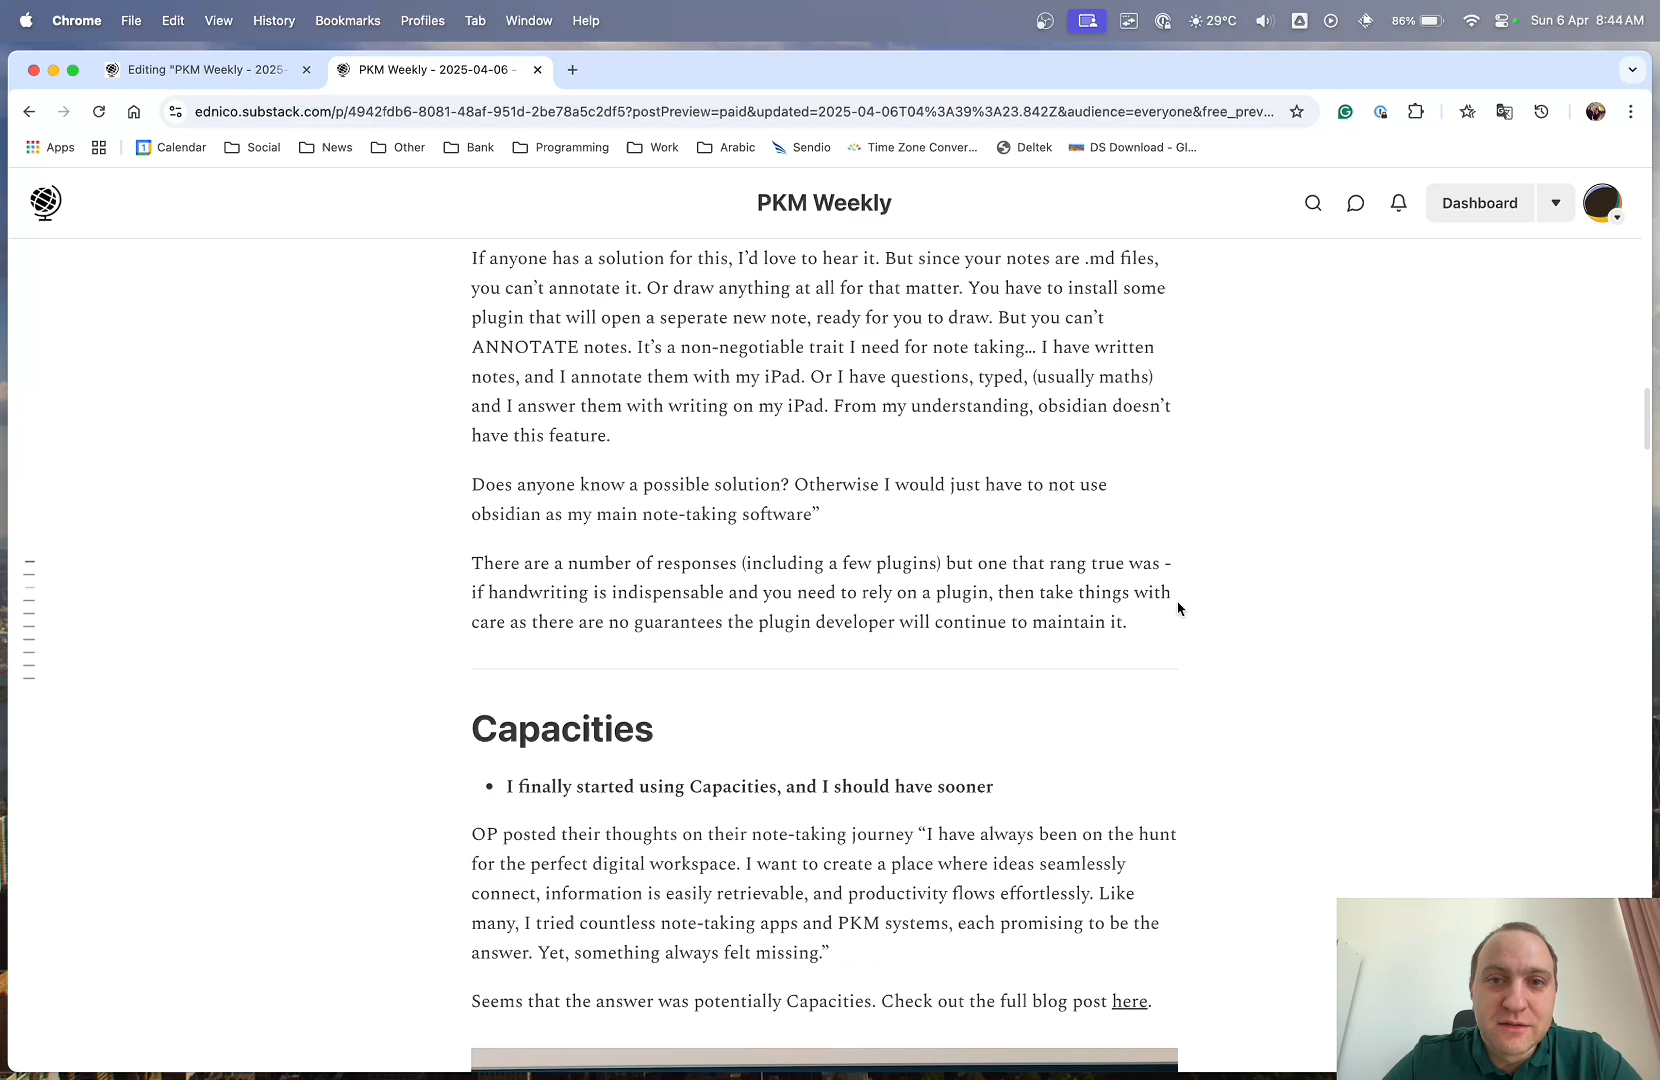 Chrome File Edit View History Bookmarks Profiles Tab Window Help 29°C 86% Sun 6 Apr 8:44AM
Editing "PKM Weekly - 2025- PKM Weekly - 2025-04-06 -
ednico.substack.com/p/4942fdb6-8081-48af-951d-2be78a5c2df5?postPreview=paid&updated=2025-04-06T04%3A39%3A23.842Z&audience=everyone&free_prev...
Apps Calendar Social News Other Bank Programming Work Arabic Sendio Time Zone Conver... Deltek DS Download - Gl...
PKM Weekly
Dashboard
If anyone has a solution for this, I’d love to hear it. But since your notes are .md files,
you can’t annotate it. Or draw anything at all for that matter. You have to install some
plugin that will open a seperate new note, ready for you to draw. But you can’t
ANNOTATE notes. It’s a non-negotiable trait I need for note taking… I have written
notes, and I annotate them with my iPad. Or I have questions, typed, (usually maths)
and I answer them with writing on my iPad. From my understanding, obsidian doesn’t
have this feature.
Does anyone know a possible solution? Otherwise I would just have to not use
obsidian as my main note-taking software”
There are a number of responses (including a few plugins) but one that rang true was -
if handwriting is indispensable and you need to rely on a plugin, then take things with
care as there are no guarantees the plugin developer will continue to maintain it.
Capacities
• I finally started using Capacities, and I should have sooner
OP posted their thoughts on their note-taking journey “I have always been on the hunt
for the perfect digital workspace. I want to create a place where ideas seamlessly
connect, information is easily retrievable, and productivity flows effortlessly. Like
many, I tried countless note-taking apps and PKM systems, each promising to be the
answer. Yet, something always felt missing.”
Seems that the answer was potentially Capacities. Check out the full blog post here.